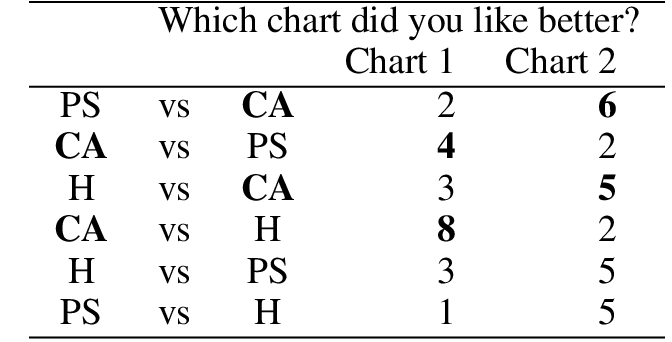 Which chart did you like better?
Chart 1 Chart 2
PS vs CA 2 6
CA vs PS 4 2
H vs CA 3 5
CA vs H 8 2
H vs PS 3 5
PS vs H 1 5